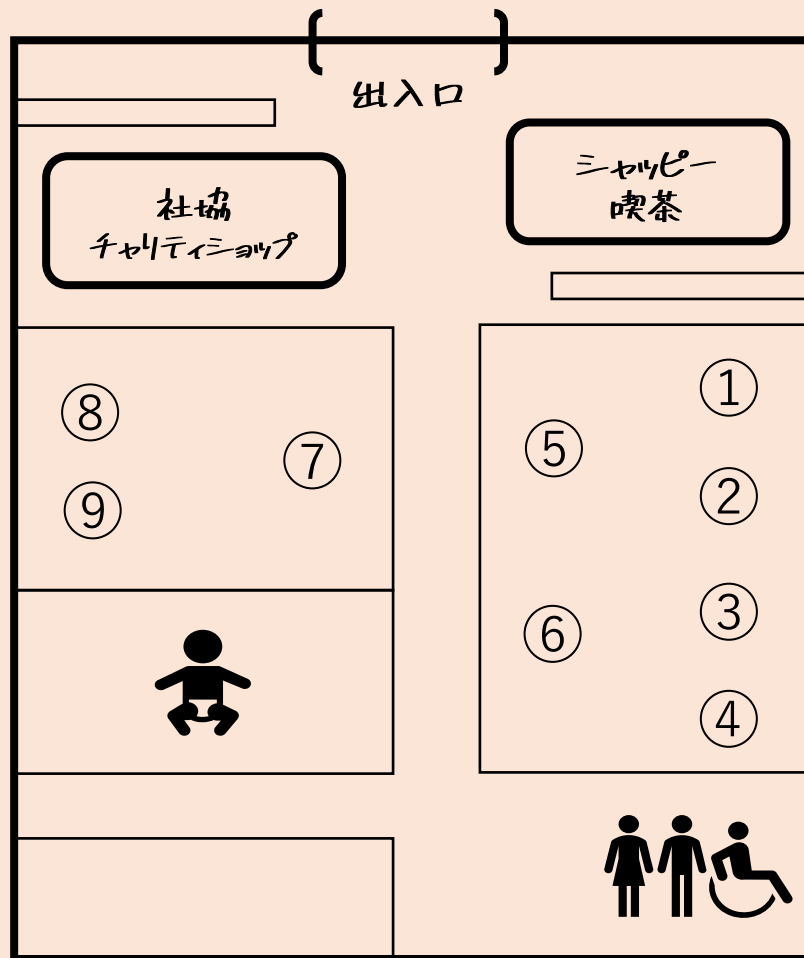 出入口
シャッピー
喫茶
社協
チャリティショップ
①
⑧
⑤
⑦
②
⑨
③
⑥
④